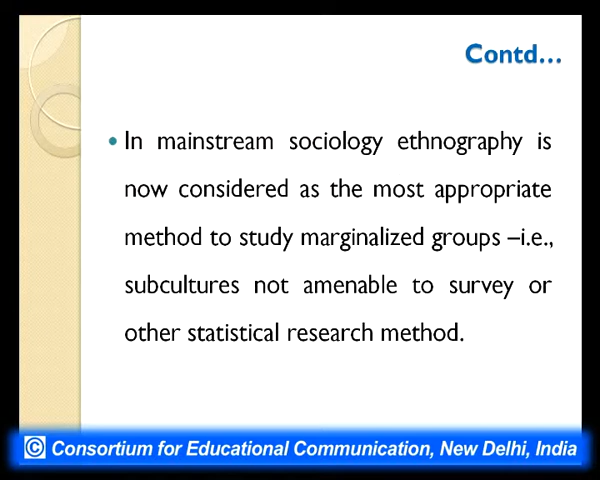 Contd...
• In mainstream sociology ethnography is
now considered as the most appropriate
method to study marginalized groups –i.e.,
subcultures not amenable to survey or
other statistical research method.
© Consortium for Educational Communication, New Delhi, India